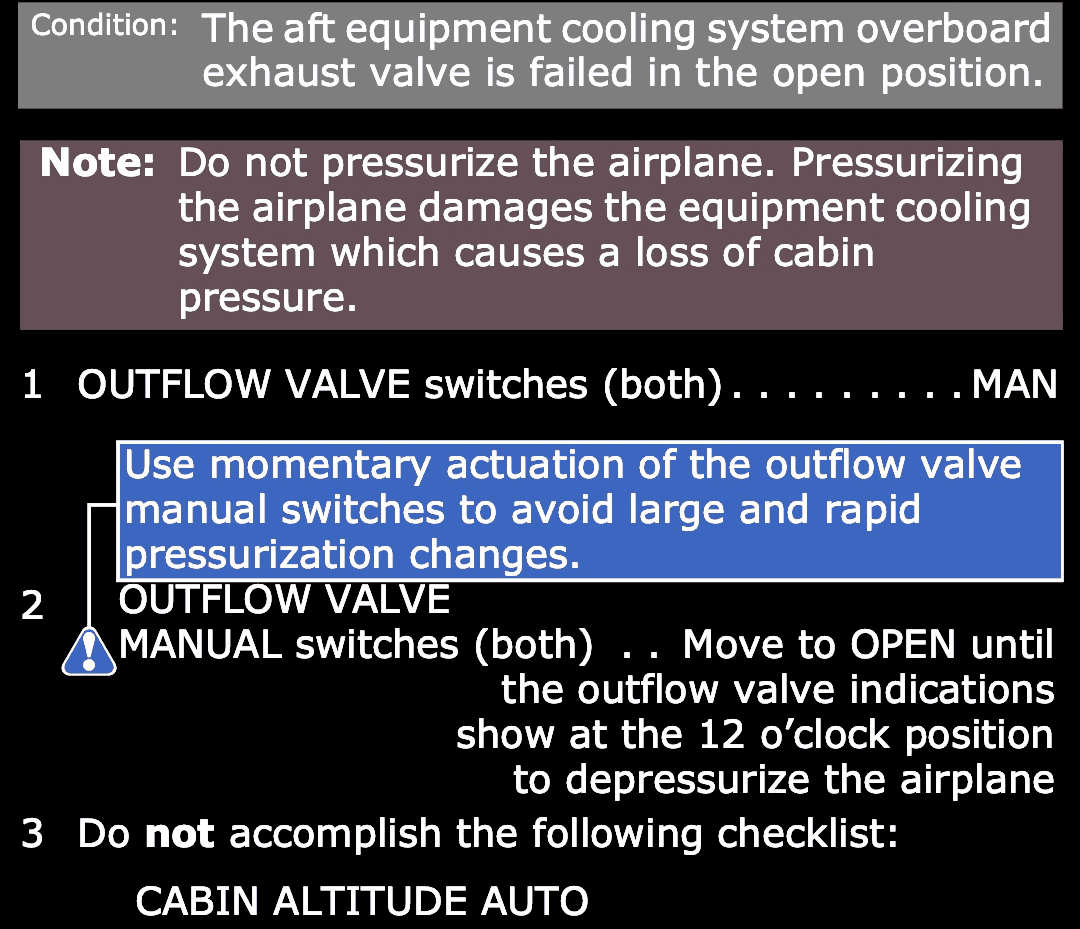 Condition: The aft equipment cooling system overboard
exhaust valve is failed in the open position.
Note: Do not pressurize the airplane. Pressurizing
the airplane damages the equipment cooling
system which causes a loss of cabin
pressure.
1 OUTFLOW VALVE switches (both) . . . . . . . . . MAN
Use momentary actuation of the outflow valve
manual switches to avoid large and rapid
pressurization changes.
2 OUTFLOW VALVE
MANUAL switches (both) . . Move to OPEN until
the outflow valve indications
show at the 12 o’clock position
to depressurize the airplane
3 Do not accomplish the following checklist:
CABIN ALTITUDE AUTO